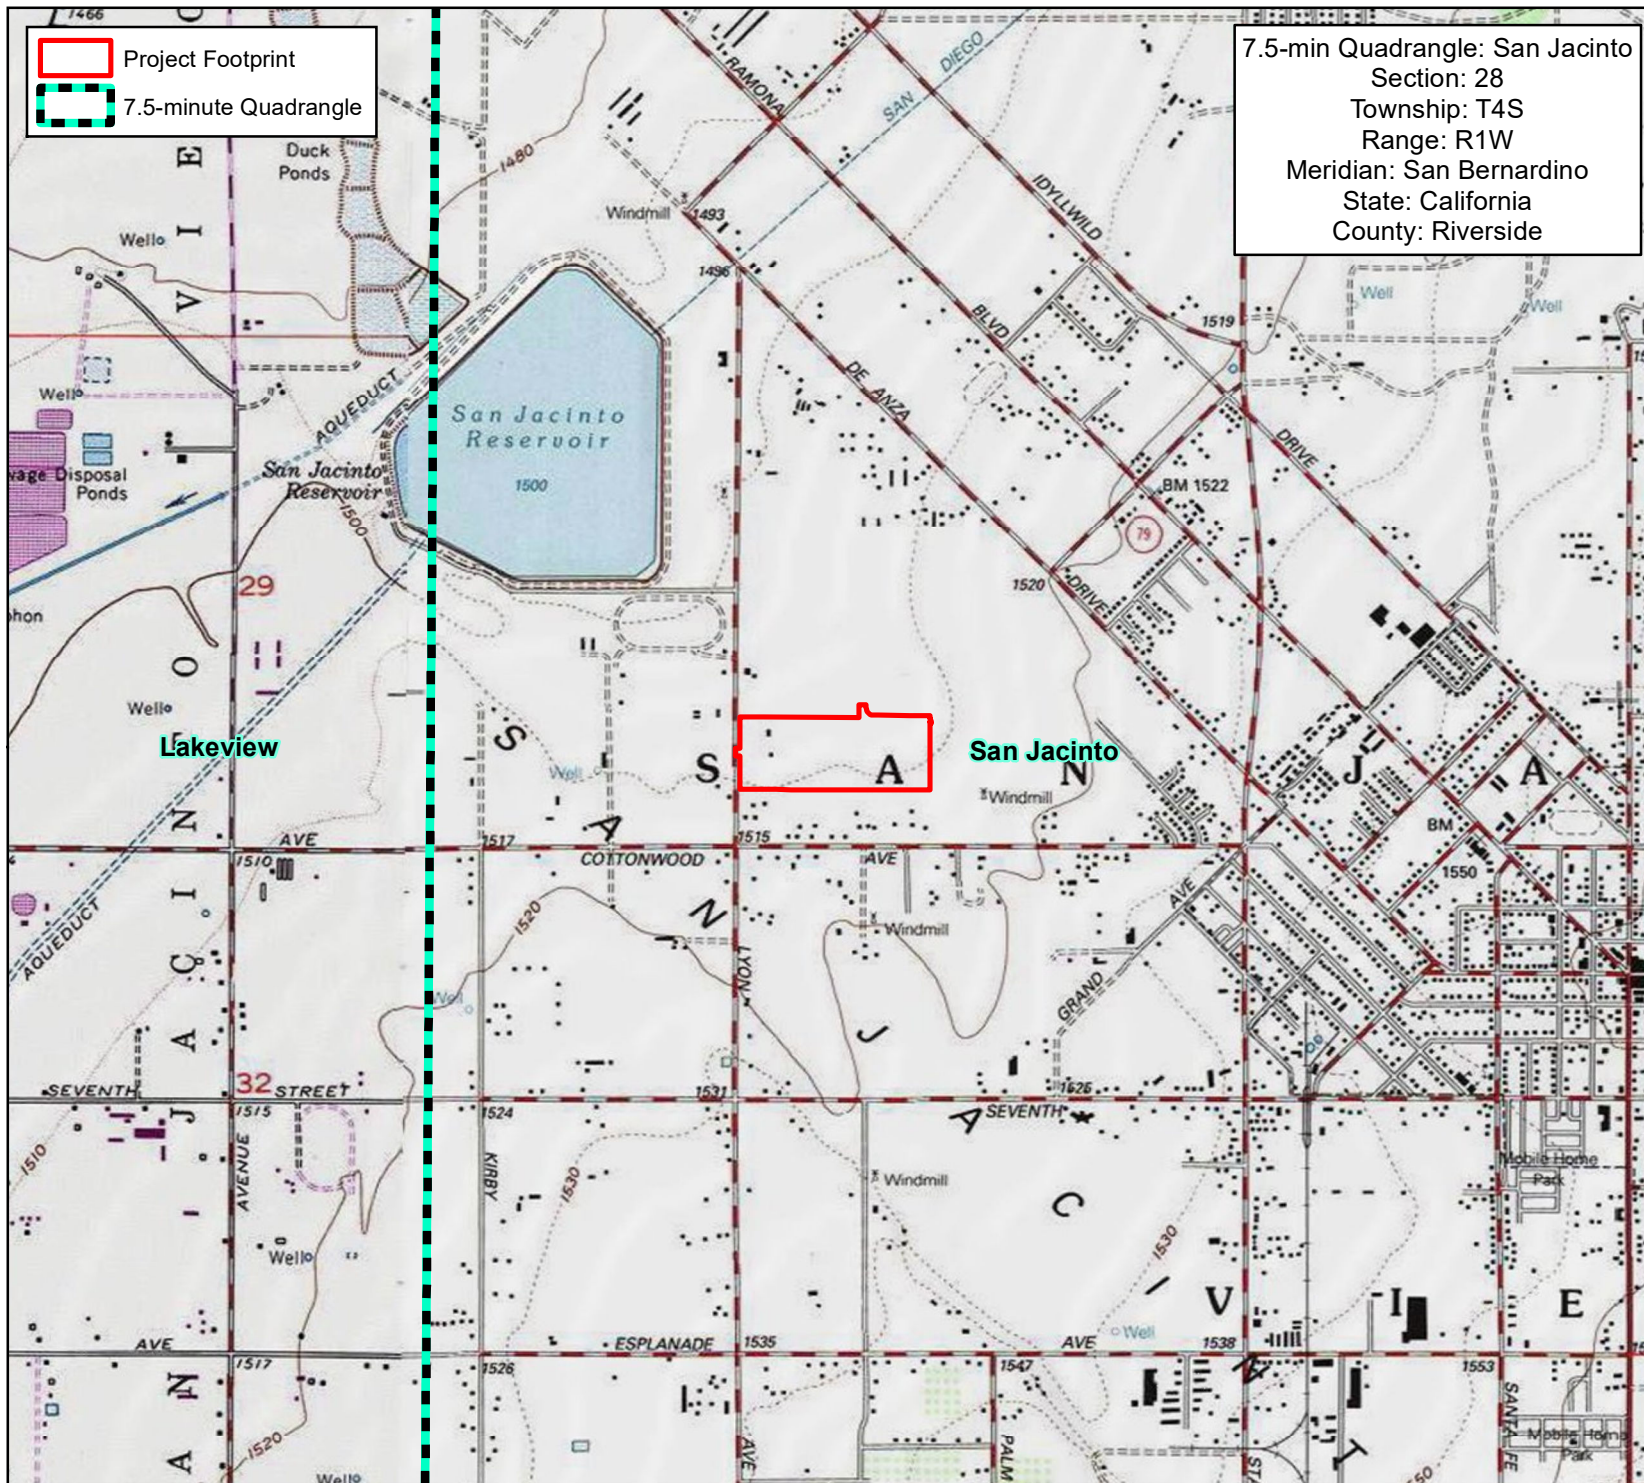 1466
Project Footprint
7.5-minute Quadrangle
7.5-min Quadrangle: San Jacinto
Section: 28
Township: T4S
Range: R1W
Meridian: San Bernardino
State: California
County: Riverside
Duck
Ponds
1480
Windmill
1493
1496
RAMONA
BLVD
SAN
DIEGO
IDYLLWILD
DRIVE
1519
Well
Well
Well
Well
AQUEDUCT
San Jacinto
Reservoir
1500
San Jacinto
Reservoir
1500
Disposal
Ponds
DE ANZA
DRIVE
BM 1522
79
1520
29
Well
Lakeview
San Jacinto
S A N J A
Well
Windmill
BM
1550
AVE
1510
1517
COTTONWOOD
1515
AVE
1520
Windmill
AQUEDUCT
Well
LYON
AVE
GRAND
AVE
S A N J A C
SEVENTH
32
STREET
1515
1524
1531
SEVENTH
1525
1510
AVENUE
KIRBY
1530
Windmill
1530
Mobile Home
Park
Well
V I E
Well
AVE
1517
ESPLANADE
1535
AVE
1538
1526
1547
1553
PALM
SANTA FE
Mobile Home
Park
1520
Well